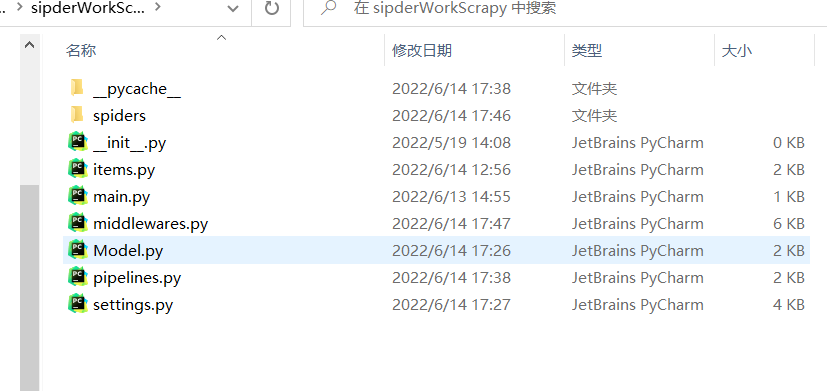 .. sipderWorkSc... 在 sipderWorkScrapy 中搜索
名称 修改日期 类型 大小
__pycache__ 2022/6/14 17:38 文件夹
spiders 2022/6/14 17:46 文件夹
__init__.py 2022/5/19 14:08 JetBrains PyCharm 0 KB
items.py 2022/6/14 12:56 JetBrains PyCharm 2 KB
main.py 2022/6/13 14:55 JetBrains PyCharm 1 KB
middlewares.py 2022/6/14 17:47 JetBrains PyCharm 6 KB
Model.py 2022/6/14 17:26 JetBrains PyCharm 2 KB
pipelines.py 2022/6/14 17:38 JetBrains PyCharm 2 KB
settings.py 2022/6/14 17:27 JetBrains PyCharm 4 KB